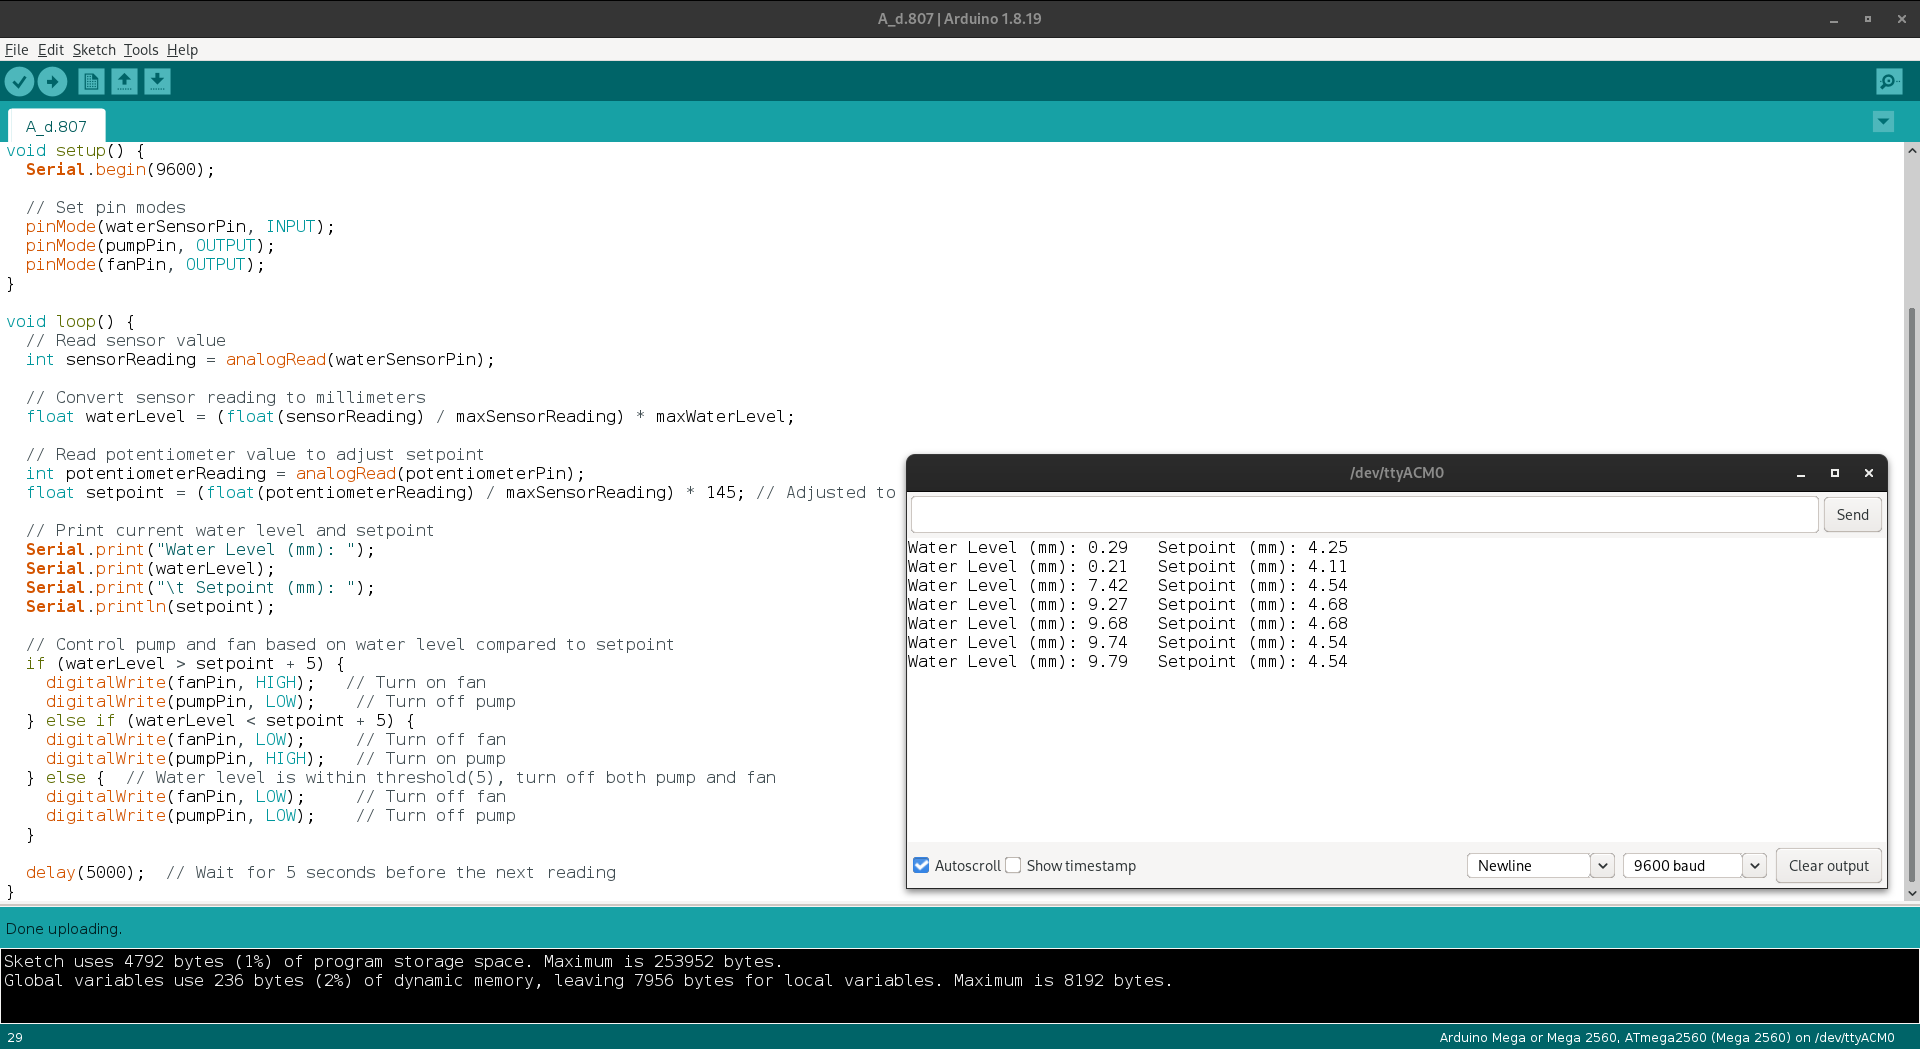 A_d.807 | Arduino 1.8.19
File Edit Sketch Tools Help
A_d.807
void setup() {
  Serial.begin(9600);
  // Set pin modes
  pinMode(waterSensorPin, INPUT);
  pinMode(pumpPin, OUTPUT);
  pinMode(fanPin, OUTPUT);
}
void loop() {
  // Read sensor value
  int sensorReading = analogRead(waterSensorPin);
  // Convert sensor reading to millimeters
  float waterLevel = (float(sensorReading) / maxSensorReading) * maxWaterLevel;
  // Read potentiometer value to adjust setpoint
  int potentiometerReading = analogRead(potentiometerPin);
  float setpoint = (float(potentiometerReading) / maxSensorReading) * 145; // Adjusted to
  // Print current water level and setpoint
  Serial.print("Water Level (mm): ");
  Serial.print(waterLevel);
  Serial.print("\t Setpoint (mm): ");
  Serial.println(setpoint);
  // Control pump and fan based on water level compared to setpoint
  if (waterLevel > setpoint + 5) {
    digitalWrite(fanPin, HIGH);   // Turn on fan
    digitalWrite(pumpPin, LOW);    // Turn off pump
  } else if (waterLevel < setpoint + 5) {
    digitalWrite(fanPin, LOW);     // Turn off fan
    digitalWrite(pumpPin, HIGH);   // Turn on pump
  } else {  // Water level is within threshold(5), turn off both pump and fan
    digitalWrite(fanPin, LOW);     // Turn off fan
    digitalWrite(pumpPin, LOW);    // Turn off pump
  }
  delay(5000);  // Wait for 5 seconds before the next reading
}
/dev/ttyACM0
Send
Water Level (mm): 0.29   Setpoint (mm): 4.25
Water Level (mm): 0.21   Setpoint (mm): 4.11
Water Level (mm): 7.42   Setpoint (mm): 4.54
Water Level (mm): 9.27   Setpoint (mm): 4.68
Water Level (mm): 9.68   Setpoint (mm): 4.68
Water Level (mm): 9.74   Setpoint (mm): 4.54
Water Level (mm): 9.79   Setpoint (mm): 4.54
Autoscroll Show timestamp Newline 9600 baud Clear output
Done uploading.
Sketch uses 4792 bytes (1%) of program storage space. Maximum is 253952 bytes.
Global variables use 236 bytes (2%) of dynamic memory, leaving 7956 bytes for local variables. Maximum is 8192 bytes.
29 Arduino Mega or Mega 2560, ATmega2560 (Mega 2560) on /dev/ttyACM0